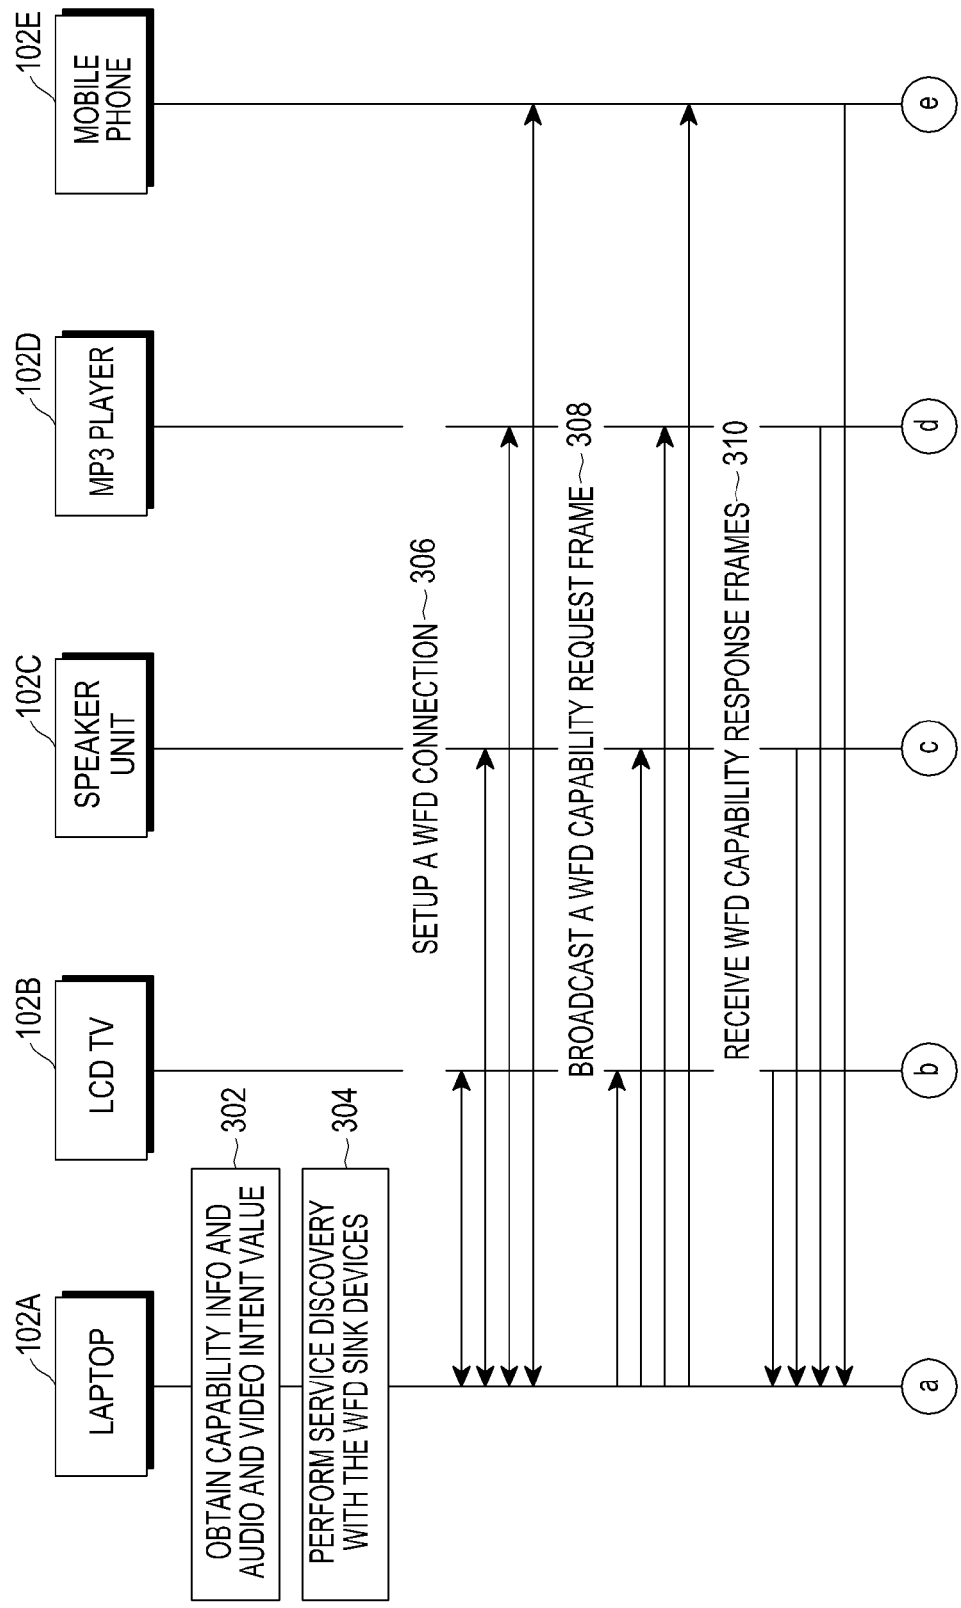 102A
LAPTOP
102B
LCD TV
102C
SPEAKER
UNIT
102D
MP3 PLAYER
102E
MOBILE
PHONE
OBTAIN CAPABILITY INFO AND
AUDIO AND VIDEO INTENT VALUE
302
PERFORM SERVICE DISCOVERY
WITH THE WFD SINK DEVICES
304
SETUP A WFD CONNECTION 306
BROADCAST A WFD CAPABILITY REQUEST FRAME 308
RECEIVE WFD CAPABILITY RESPONSE FRAMES 310
a
b
c
d
e